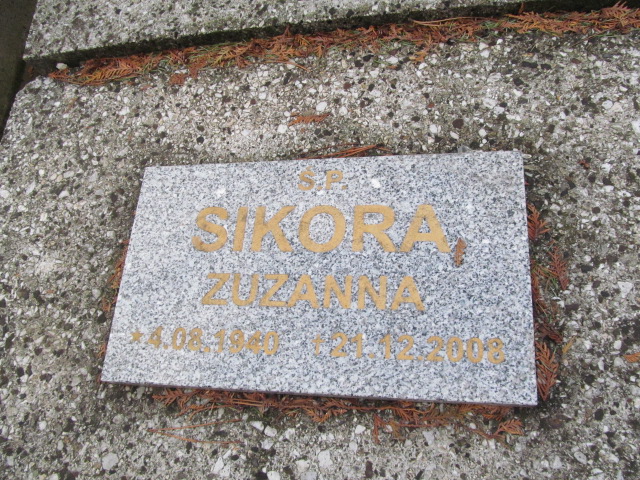 Ś.P.
SIKORA
ZUZANNA
*4.08.1940 †21.12.2008